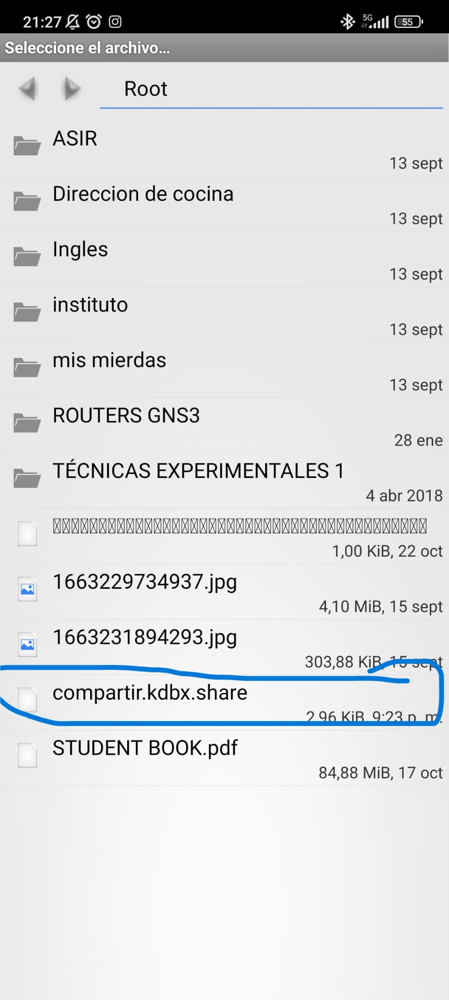 21:27
5G
55
Seleccione el archivo...
Root
ASIR
13 sept
Direccion de cocina
13 sept
Ingles
13 sept
instituto
13 sept
mis mierdas
13 sept
ROUTERS GNS3
28 ene
TÉCNICAS EXPERIMENTALES 1
4 abr 2018
1,00 KiB, 22 oct
1663229734937.jpg
4,10 MiB, 15 sept
1663231894293.jpg
303,88 KiB, 15 sept
compartir.kdbx.share
2,96 KiB, 9:23 p. m.
STUDENT BOOK.pdf
84,88 MiB, 17 oct